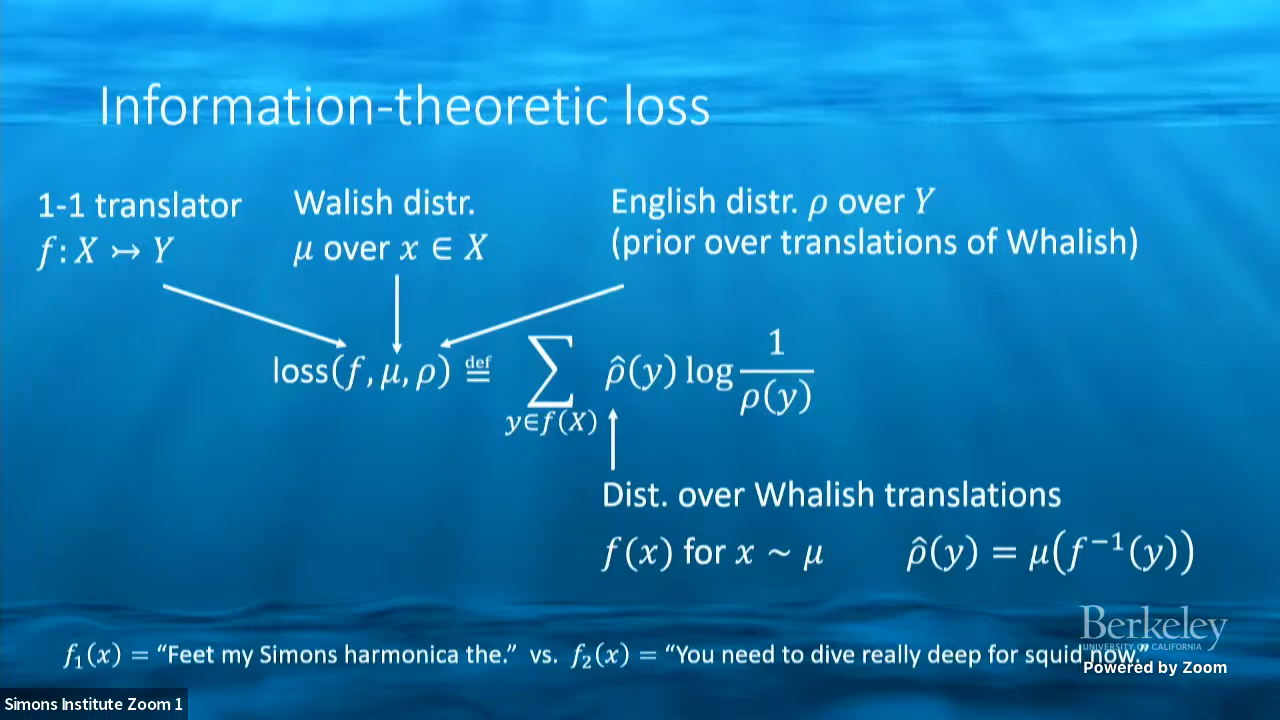 Information-theoretic loss
1-1 translator
f: X ↣ Y
Walish distr.
μ over x ∈ X
English distr. ρ over Y
(prior over translations of Whalish)
loss(f, μ, ρ) ≝ ∑_{y∈f(X)} ρ̂(y) log 1/ρ(y)
Dist. over Whalish translations
f(x) for x ~ μ ρ̂(y) = μ(f⁻¹(y))
f₁(x) = “Feet my Simons harmonica the.” vs. f₂(x) = “You need to dive really deep for squid now.”
Berkeley
UNIVERSITY OF CALIFORNIA
Powered by Zoom
Simons Institute Zoom 1